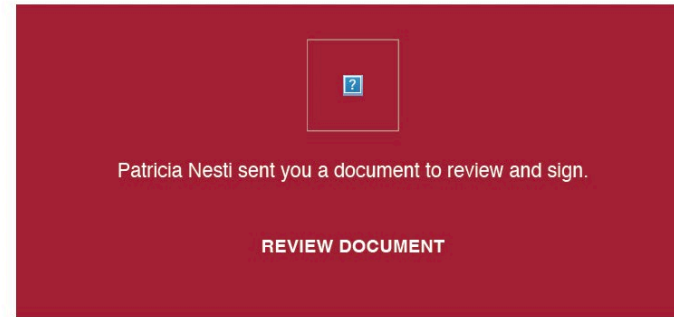 Patricia Nesti sent you a document to review and sign.
REVIEW DOCUMENT